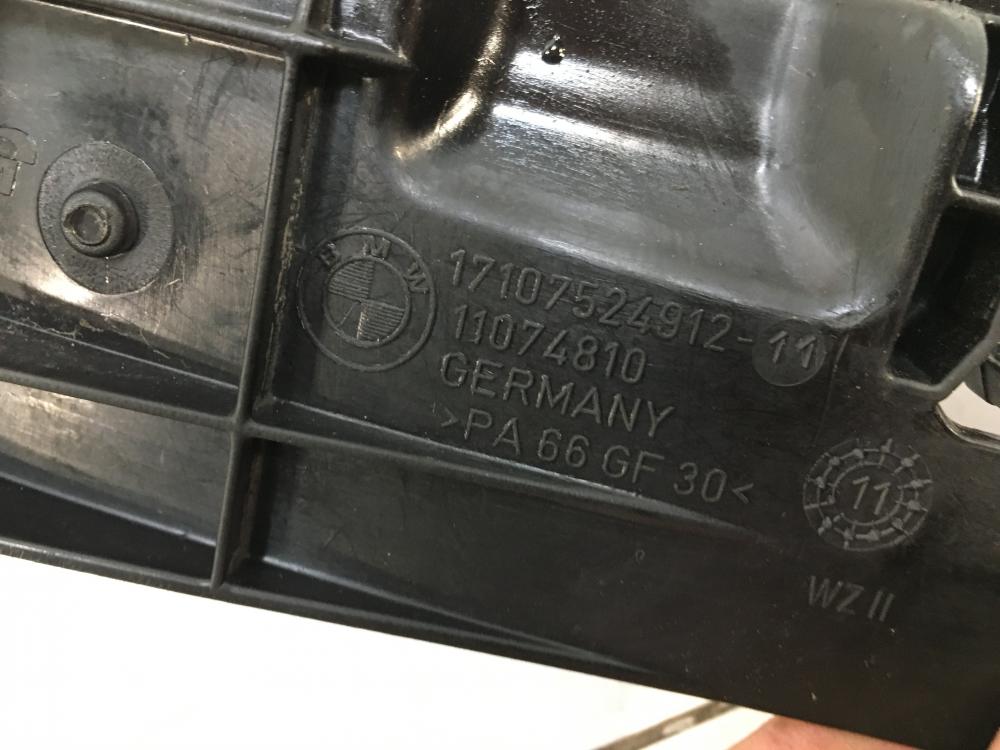 BMW
17107524912-11
11074810
GERMANY
>PA 66 GF 30<
11
WZ II